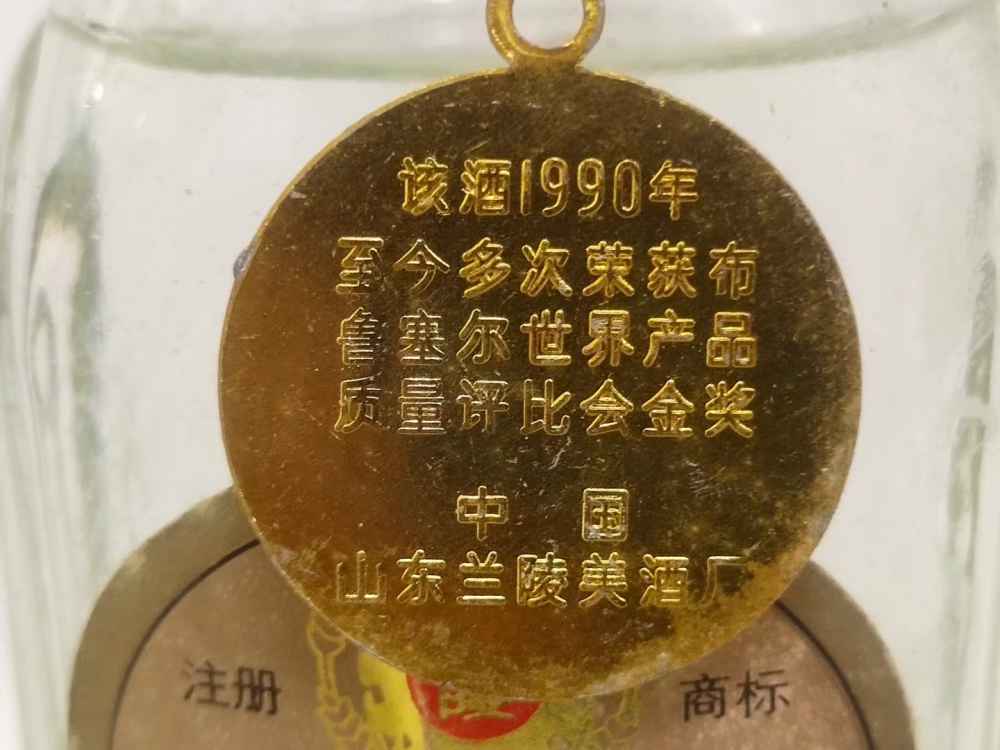 该酒1990年
至今多次荣获布
鲁塞尔世界产品
质量评比会金奖
中国
山东兰陵美酒厂
注册
商标